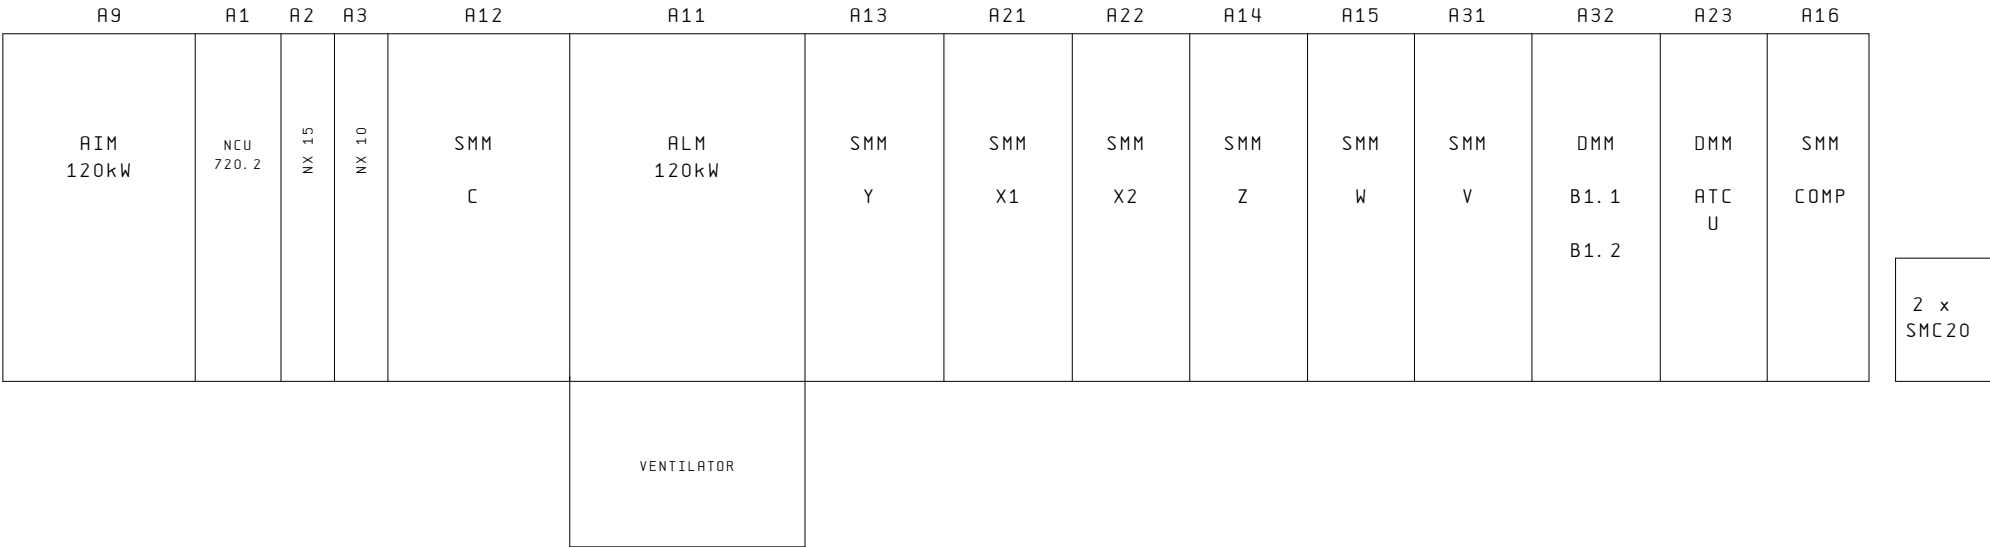 A9 A1 A2 A3 A12 A11 A13 A21 A22 A14 A15 A31 A32 A23 A16
AIM
120kW
NCU
720.2
NX 15
NX 10
SMM
C
ALM
120kW
SMM
Y
SMM
X1
SMM
X2
SMM
Z
SMM
W
SMM
V
DMM
B1.1
B1.2
DMM
ATC
U
SMM
COMP
2 x
SMC20
VENTILATOR